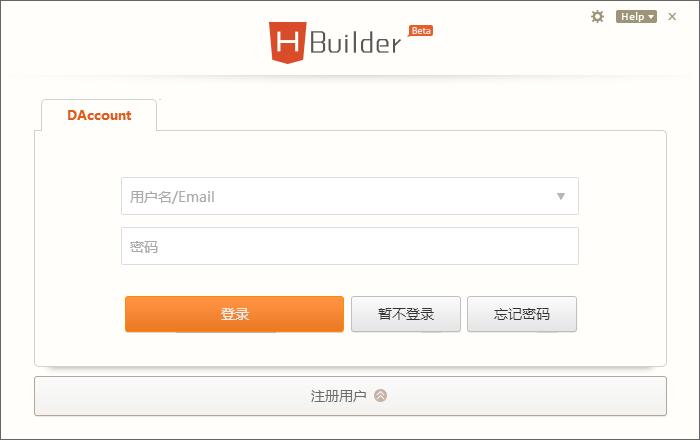 Help
H Builder Beta
DAccount
用户名/Email
密码
登录 暂不登录 忘记密码
注册用户